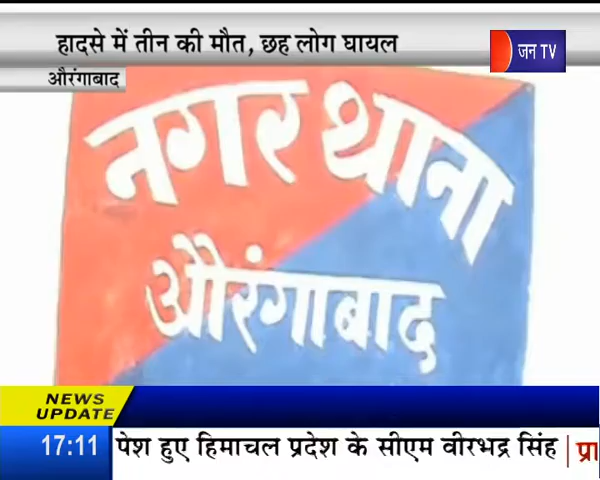 हादसे में तीन की मौत, छह लोग घायल
जन TV
औरंगाबाद
नगर थाना
औरंगाबाद
NEWS
UPDATE
17:11
पेश हुए हिमाचल प्रदेश के सीएम वीरभद्र सिंह